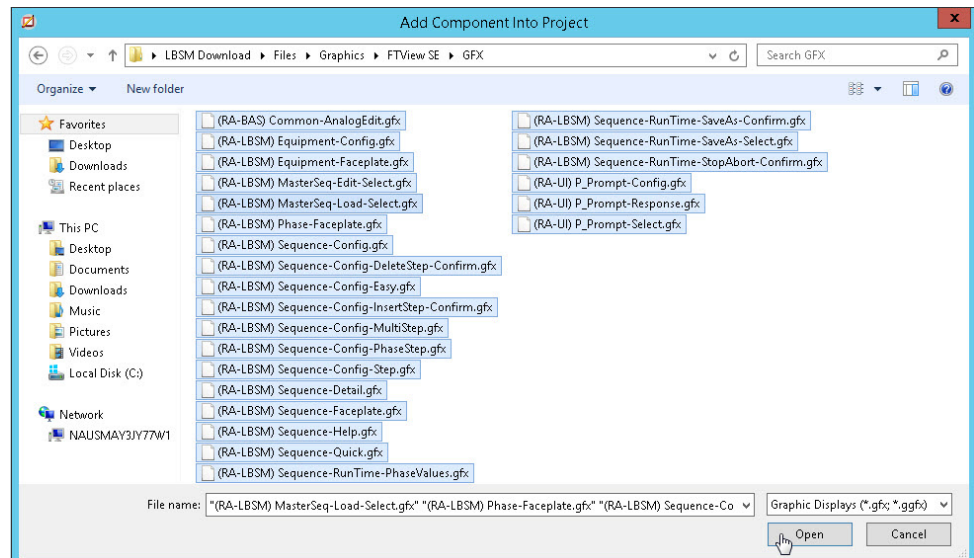 Add Component Into Project
x
LBSM Download ▸ Files ▸ Graphics ▸ FTView SE ▸ GFX
Search GFX
Organize
New folder
Favorites
Desktop
Downloads
Recent places
This PC
Desktop
Documents
Downloads
Music
Pictures
Videos
Local Disk (C:)
Network
NAUSMAY3JY77W1
(RA-BAS) Common-AnalogEdit.gfx
(RA-LBSM) Equipment-Config.gfx
(RA-LBSM) Equipment-Faceplate.gfx
(RA-LBSM) MasterSeq-Edit-Select.gfx
(RA-LBSM) MasterSeq-Load-Select.gfx
(RA-LBSM) Phase-Faceplate.gfx
(RA-LBSM) Sequence-Config.gfx
(RA-LBSM) Sequence-Config-DeleteStep-Confirm.gfx
(RA-LBSM) Sequence-Config-Easy.gfx
(RA-LBSM) Sequence-Config-InsertStep-Confirm.gfx
(RA-LBSM) Sequence-Config-MultiStep.gfx
(RA-LBSM) Sequence-Config-PhaseStep.gfx
(RA-LBSM) Sequence-Config-Step.gfx
(RA-LBSM) Sequence-Detail.gfx
(RA-LBSM) Sequence-Faceplate.gfx
(RA-LBSM) Sequence-Help.gfx
(RA-LBSM) Sequence-Quick.gfx
(RA-LBSM) Sequence-RunTime-PhaseValues.gfx
(RA-LBSM) Sequence-RunTime-SaveAs-Confirm.gfx
(RA-LBSM) Sequence-RunTime-SaveAs-Select.gfx
(RA-LBSM) Sequence-RunTime-StopAbort-Confirm.gfx
(RA-UI) P_Prompt-Config.gfx
(RA-UI) P_Prompt-Response.gfx
(RA-UI) P_Prompt-Select.gfx
File name: "(RA-LBSM) MasterSeq-Load-Select.gfx" "(RA-LBSM) Phase-Faceplate.gfx" "(RA-LBSM) Sequence-Co
Graphic Displays (*.gfx; *.ggfx)
Open
Cancel